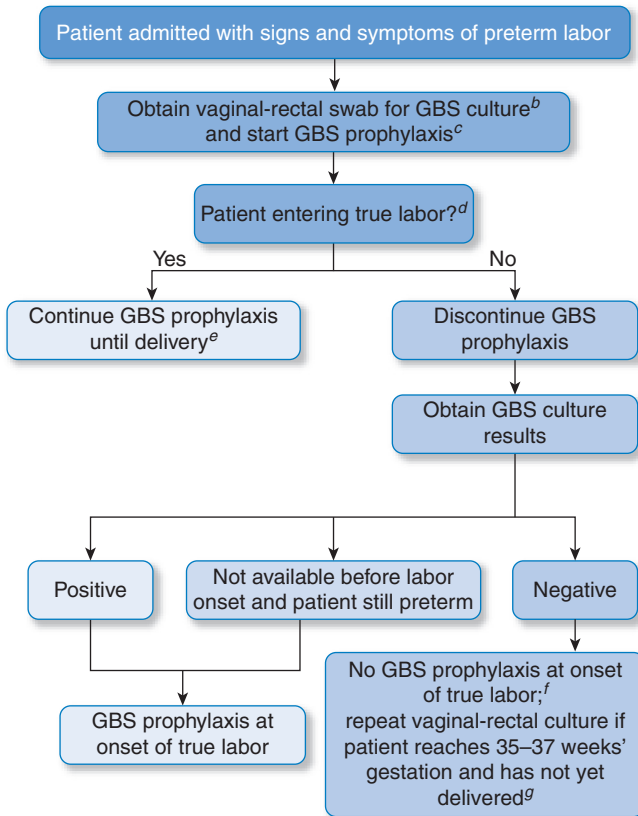 Patient admitted with signs and symptoms of preterm labor
Obtain vaginal-rectal swab for GBS culture^b
and start GBS prophylaxis^c
Patient entering true labor?^d
Yes
No
Continue GBS prophylaxis
until delivery^e
Discontinue GBS
prophylaxis
Obtain GBS culture
results
Positive
Not available before labor
onset and patient still preterm
Negative
GBS prophylaxis at
onset of true labor
No GBS prophylaxis at onset
of true labor;^f
repeat vaginal-rectal culture if
patient reaches 35–37 weeks'
gestation and has not yet
delivered^g